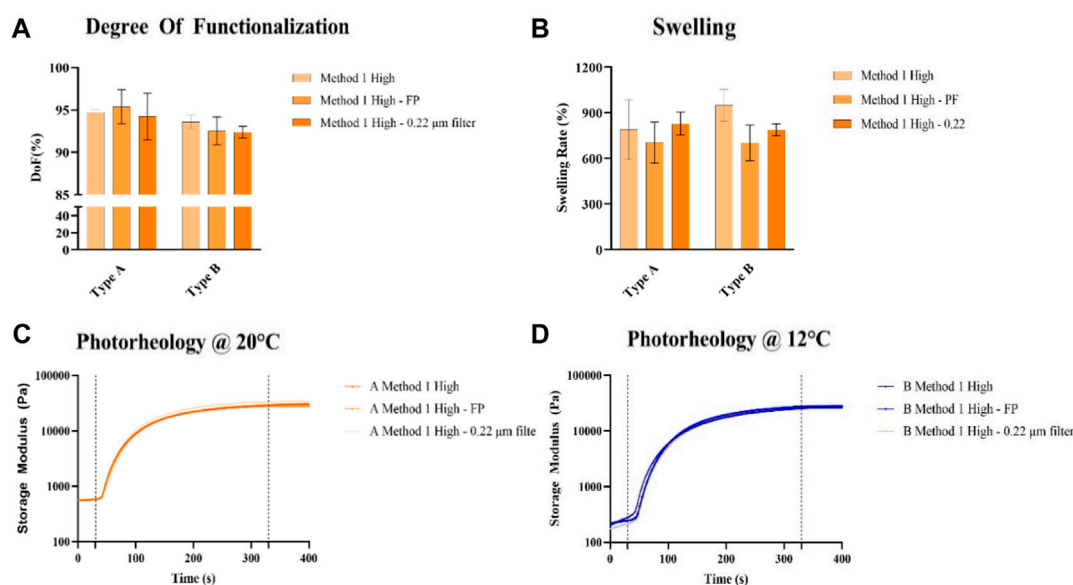 A
Degree Of Functionalization
DoF(%)
100
95
90
85
40
20
0
Type A
Type B
Method 1 High
Method 1 High - FP
Method 1 High - 0.22 μm filter
B
Swelling
Swelling Rate (%)
1200
900
600
300
0
Type A
Type B
Method 1 High
Method 1 High - PF
Method 1 High - 0.22
C
Photorheology @ 20°C
Storage Modulus (Pa)
100000
10000
1000
100
0 100 200 300 400
Time (s)
A Method 1 High
A Method 1 High - FP
A Method 1 High - 0.22 μm filte
D
Photorheology @ 12°C
Storage Modulus (Pa)
100000
10000
1000
100
0 100 200 300 400
Time (s)
B Method 1 High
B Method 1 High - FP
B Method 1 High - 0.22 μm filter